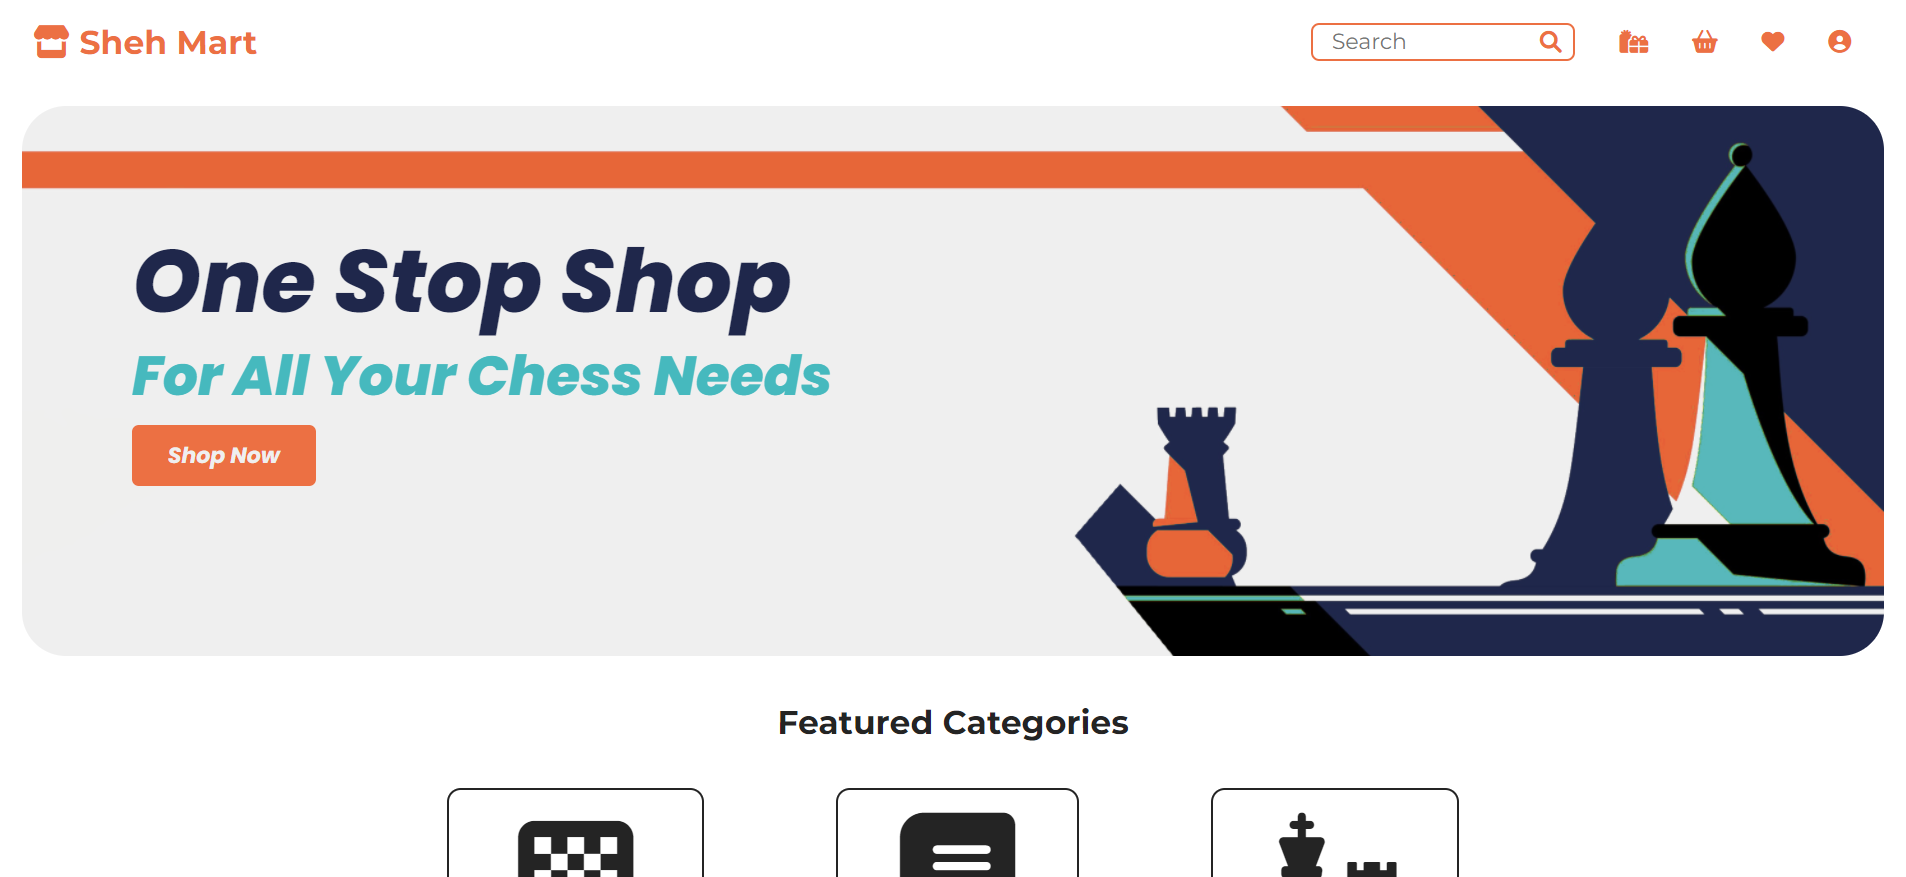 Sheh Mart
Search
One Stop Shop
For All Your Chess Needs
Shop Now
Featured Categories